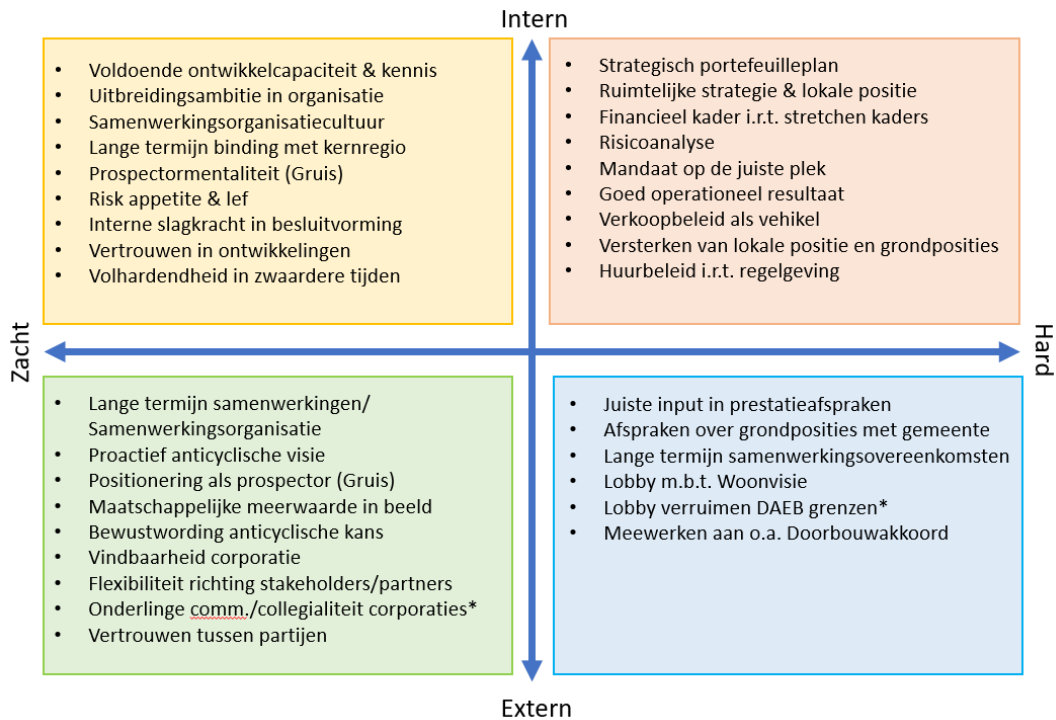 Intern
• Voldoende ontwikkelcapaciteit & kennis
• Uitbreidingsambitie in organisatie
• Samenwerkingsorganisatiecultuur
• Lange termijn binding met kernregio
• Prospectormentaliteit (Gruis)
• Risk appetite & lef
• Interne slagkracht in besluitvorming
• Vertrouwen in ontwikkelingen
• Volhardendheid in zwaardere tijden
• Strategisch portefeuilleplan
• Ruimtelijke strategie & lokale positie
• Financieel kader i.r.t. stretchen kaders
• Risicoanalyse
• Mandaat op de juiste plek
• Goed operationeel resultaat
• Verkoopbeleid als vehikel
• Versterken van lokale positie en grondposities
• Huurbeleid i.r.t. regelgeving
Zacht
Hard
• Lange termijn samenwerkingen/
Samenwerkingsorganisatie
• Proactief anticyclische visie
• Positionering als prospector (Gruis)
• Maatschappelijke meerwaarde in beeld
• Bewustwording anticyclische kans
• Vindbaarheid corporatie
• Flexibiliteit richting stakeholders/partners
• Onderlinge comm./collegialiteit corporaties*
• Vertrouwen tussen partijen
• Juiste input in prestatieafspraken
• Afspraken over grondposities met gemeente
• Lange termijn samenwerkingsovereenkomsten
• Lobby m.b.t. Woonvisie
• Lobby verruimen DAEB grenzen*
• Meewerken aan o.a. Doorbouwakkoord
Extern